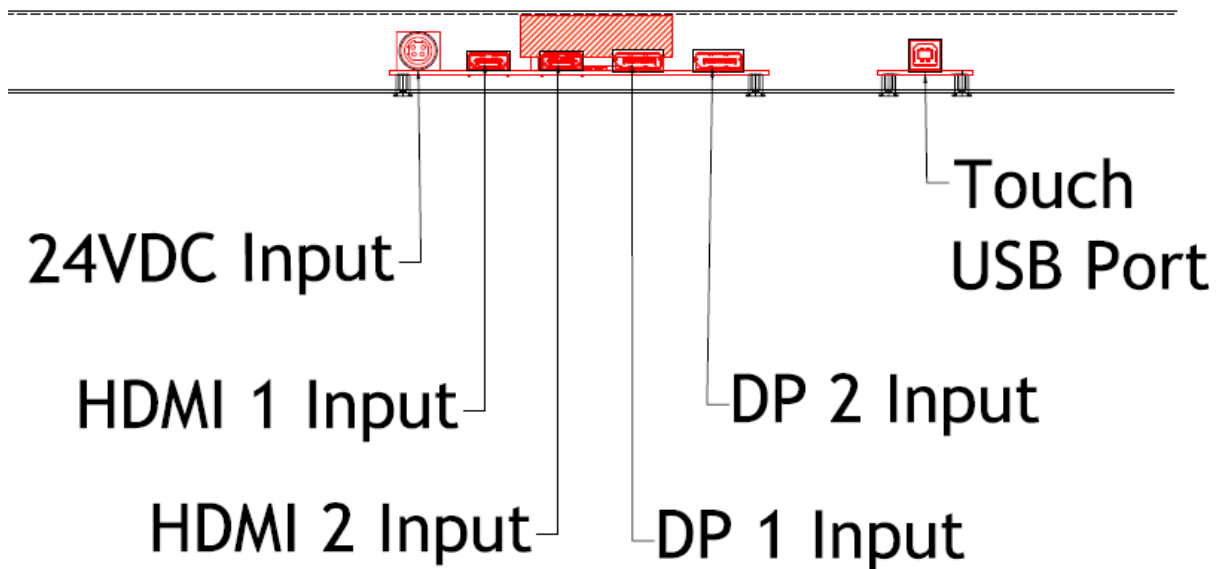 Touch
USB Port
24VDC Input
HDMI 1 Input
DP 2 Input
HDMI 2 Input
DP 1 Input